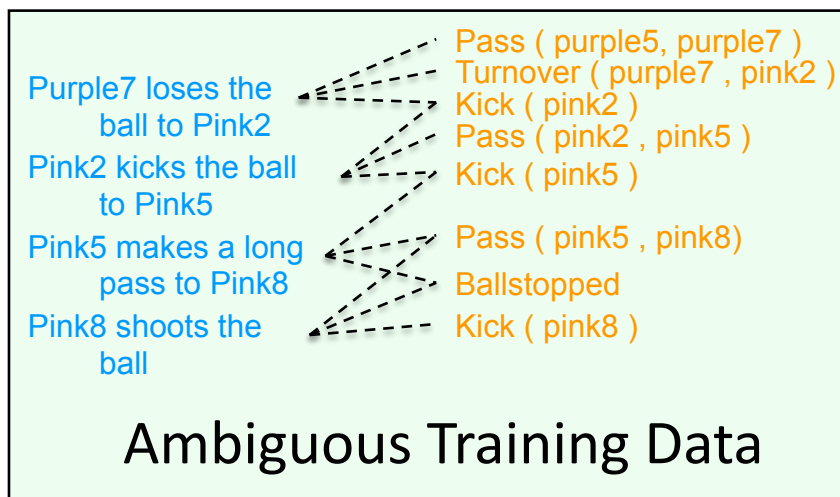 Purple7 loses the
ball to Pink2
Pink2 kicks the ball
to Pink5
Pink5 makes a long
pass to Pink8
Pink8 shoots the
ball
Pass ( purple5, purple7 )
Turnover ( purple7 , pink2 )
Kick ( pink2 )
Pass ( pink2 , pink5 )
Kick ( pink5 )
Pass ( pink5 , pink8)
Ballstopped
Kick ( pink8 )
Ambiguous Training Data